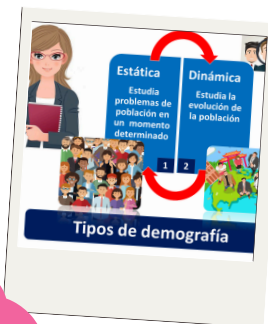 Estática
Estudia
problemas de
población en
un momento
determinado
1
Dinámica
Estudia la
evolución de
la población
2
Tipos de demografía